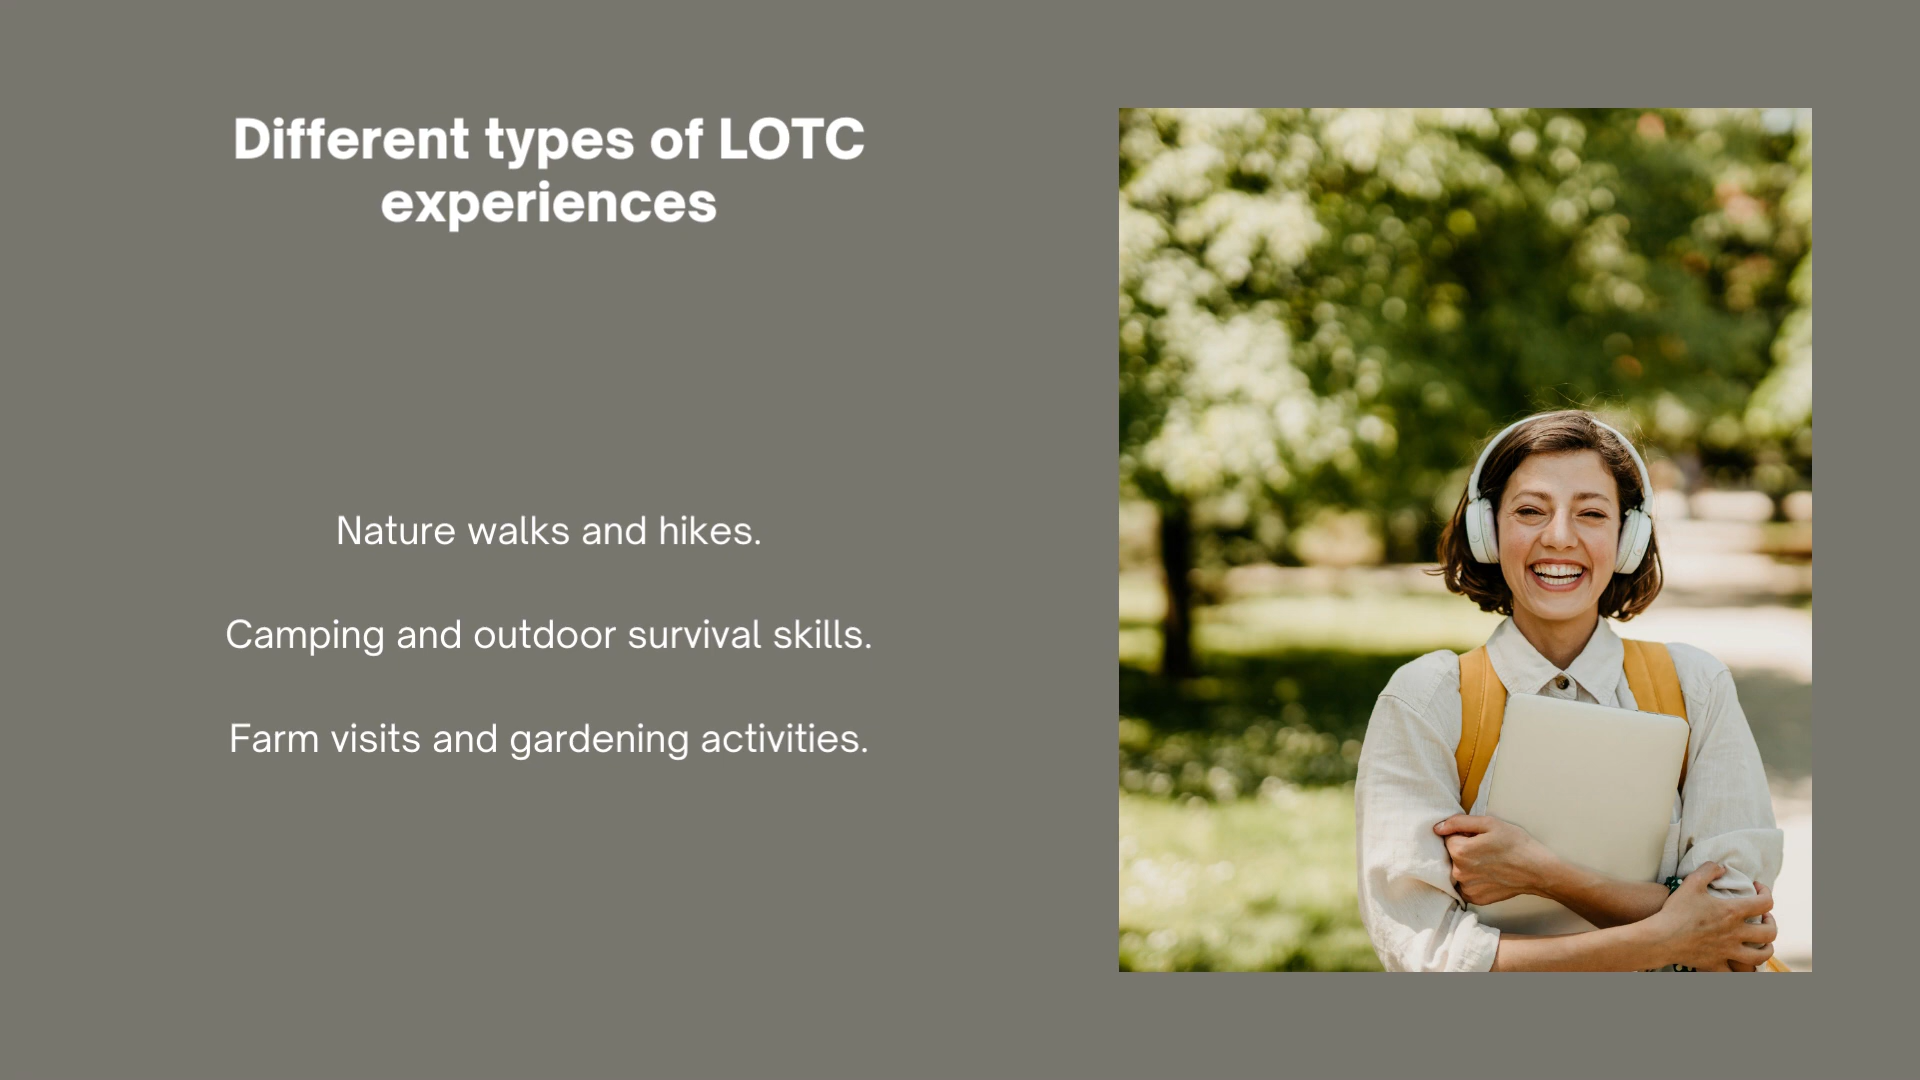 Different types of LOTC
experiences
Nature walks and hikes.
Camping and outdoor survival skills.
Farm visits and gardening activities.